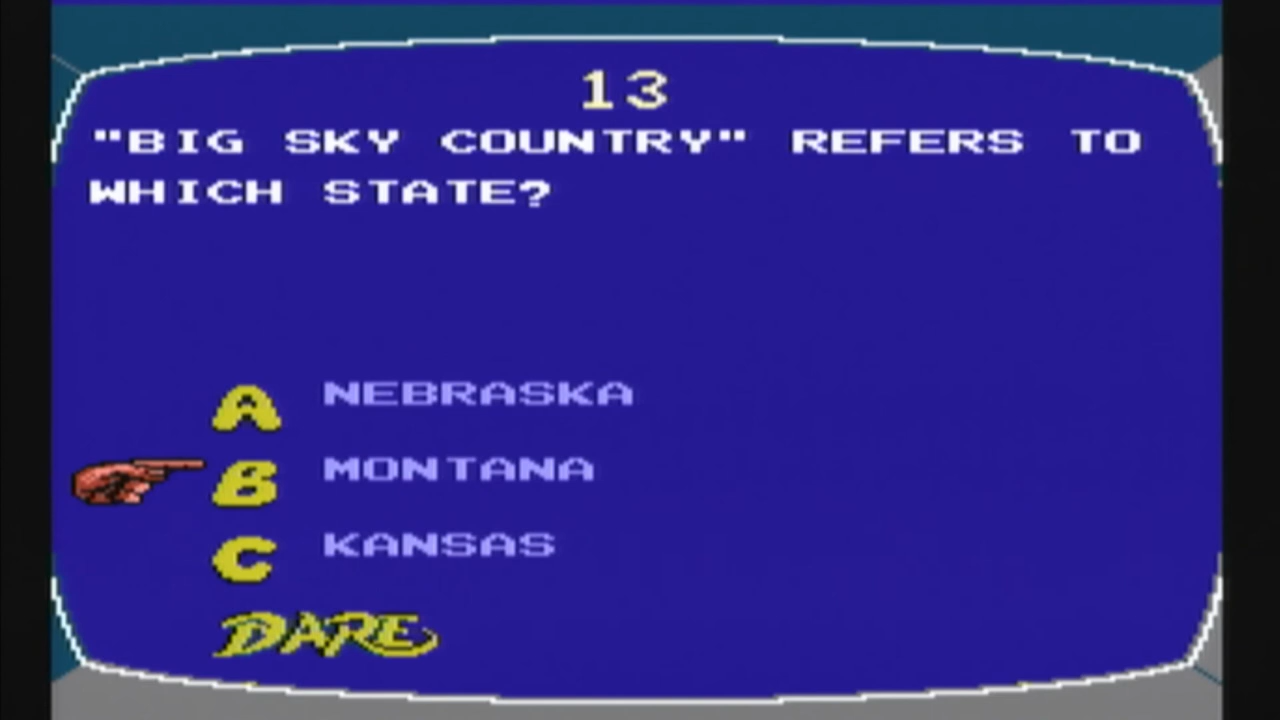 13
"BIG SKY COUNTRY" REFERS TO
WHICH STATE?
A NEBRASKA
B MONTANA
C KANSAS
DARE